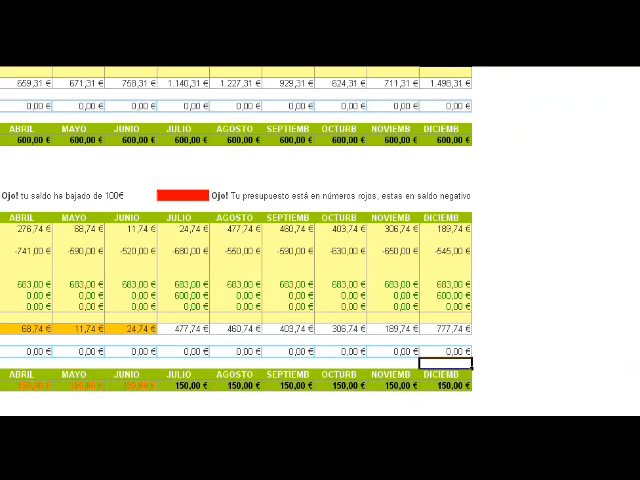 659,31 € 671,31 € 758,31 € 1.140,31 € 1.227,31 € 929,31 € 624,31 € 711,31 € 1.498,31 €
0,00 € 0,00 € 0,00 € 0,00 € 0,00 € 0,00 € 0,00 € 0,00 € 0,00 €
ABRIL MAYO JUNIO JULIO AGOSTO SEPTIEMB OCTURB NOVIEMB DICIEMB
600,00 € 600,00 € 600,00 € 600,00 € 600,00 € 600,00 € 600,00 € 600,00 € 600,00 €
Ojo! tu saldo ha bajado de 100€ Ojo! Tu presupuesto está en números rojos, estas en saldo negativo
ABRIL MAYO JUNIO JULIO AGOSTO SEPTIEMB OCTURB NOVIEMB DICIEMB
276,74 € 68,74 € 11,74 € 24,74 € 477,74 € 460,74 € 403,74 € 306,74 € 189,74 €
-741,00 € -590,00 € -520,00 € -680,00 € -550,00 € -590,00 € -630,00 € -650,00 € -545,00 €
683,00 € 683,00 € 683,00 € 683,00 € 683,00 € 683,00 € 683,00 € 683,00 € 683,00 €
0,00 € 0,00 € 0,00 € 600,00 € 0,00 € 0,00 € 0,00 € 0,00 € 600,00 €
0,00 € 0,00 € 0,00 € 0,00 € 0,00 € 0,00 € 0,00 € 0,00 € 0,00 €
68,74 € 11,74 € 24,74 € 477,74 € 460,74 € 403,74 € 306,74 € 189,74 € 777,74 €
0,00 € 0,00 € 0,00 € 0,00 € 0,00 € 0,00 € 0,00 € 0,00 € 0,00 €
ABRIL MAYO JUNIO JULIO AGOSTO SEPTIEMB OCTURB NOVIEMB DICIEMB
150,00 € 150,00 € 150,00 € 150,00 € 150,00 € 150,00 € 150,00 € 150,00 € 150,00 €